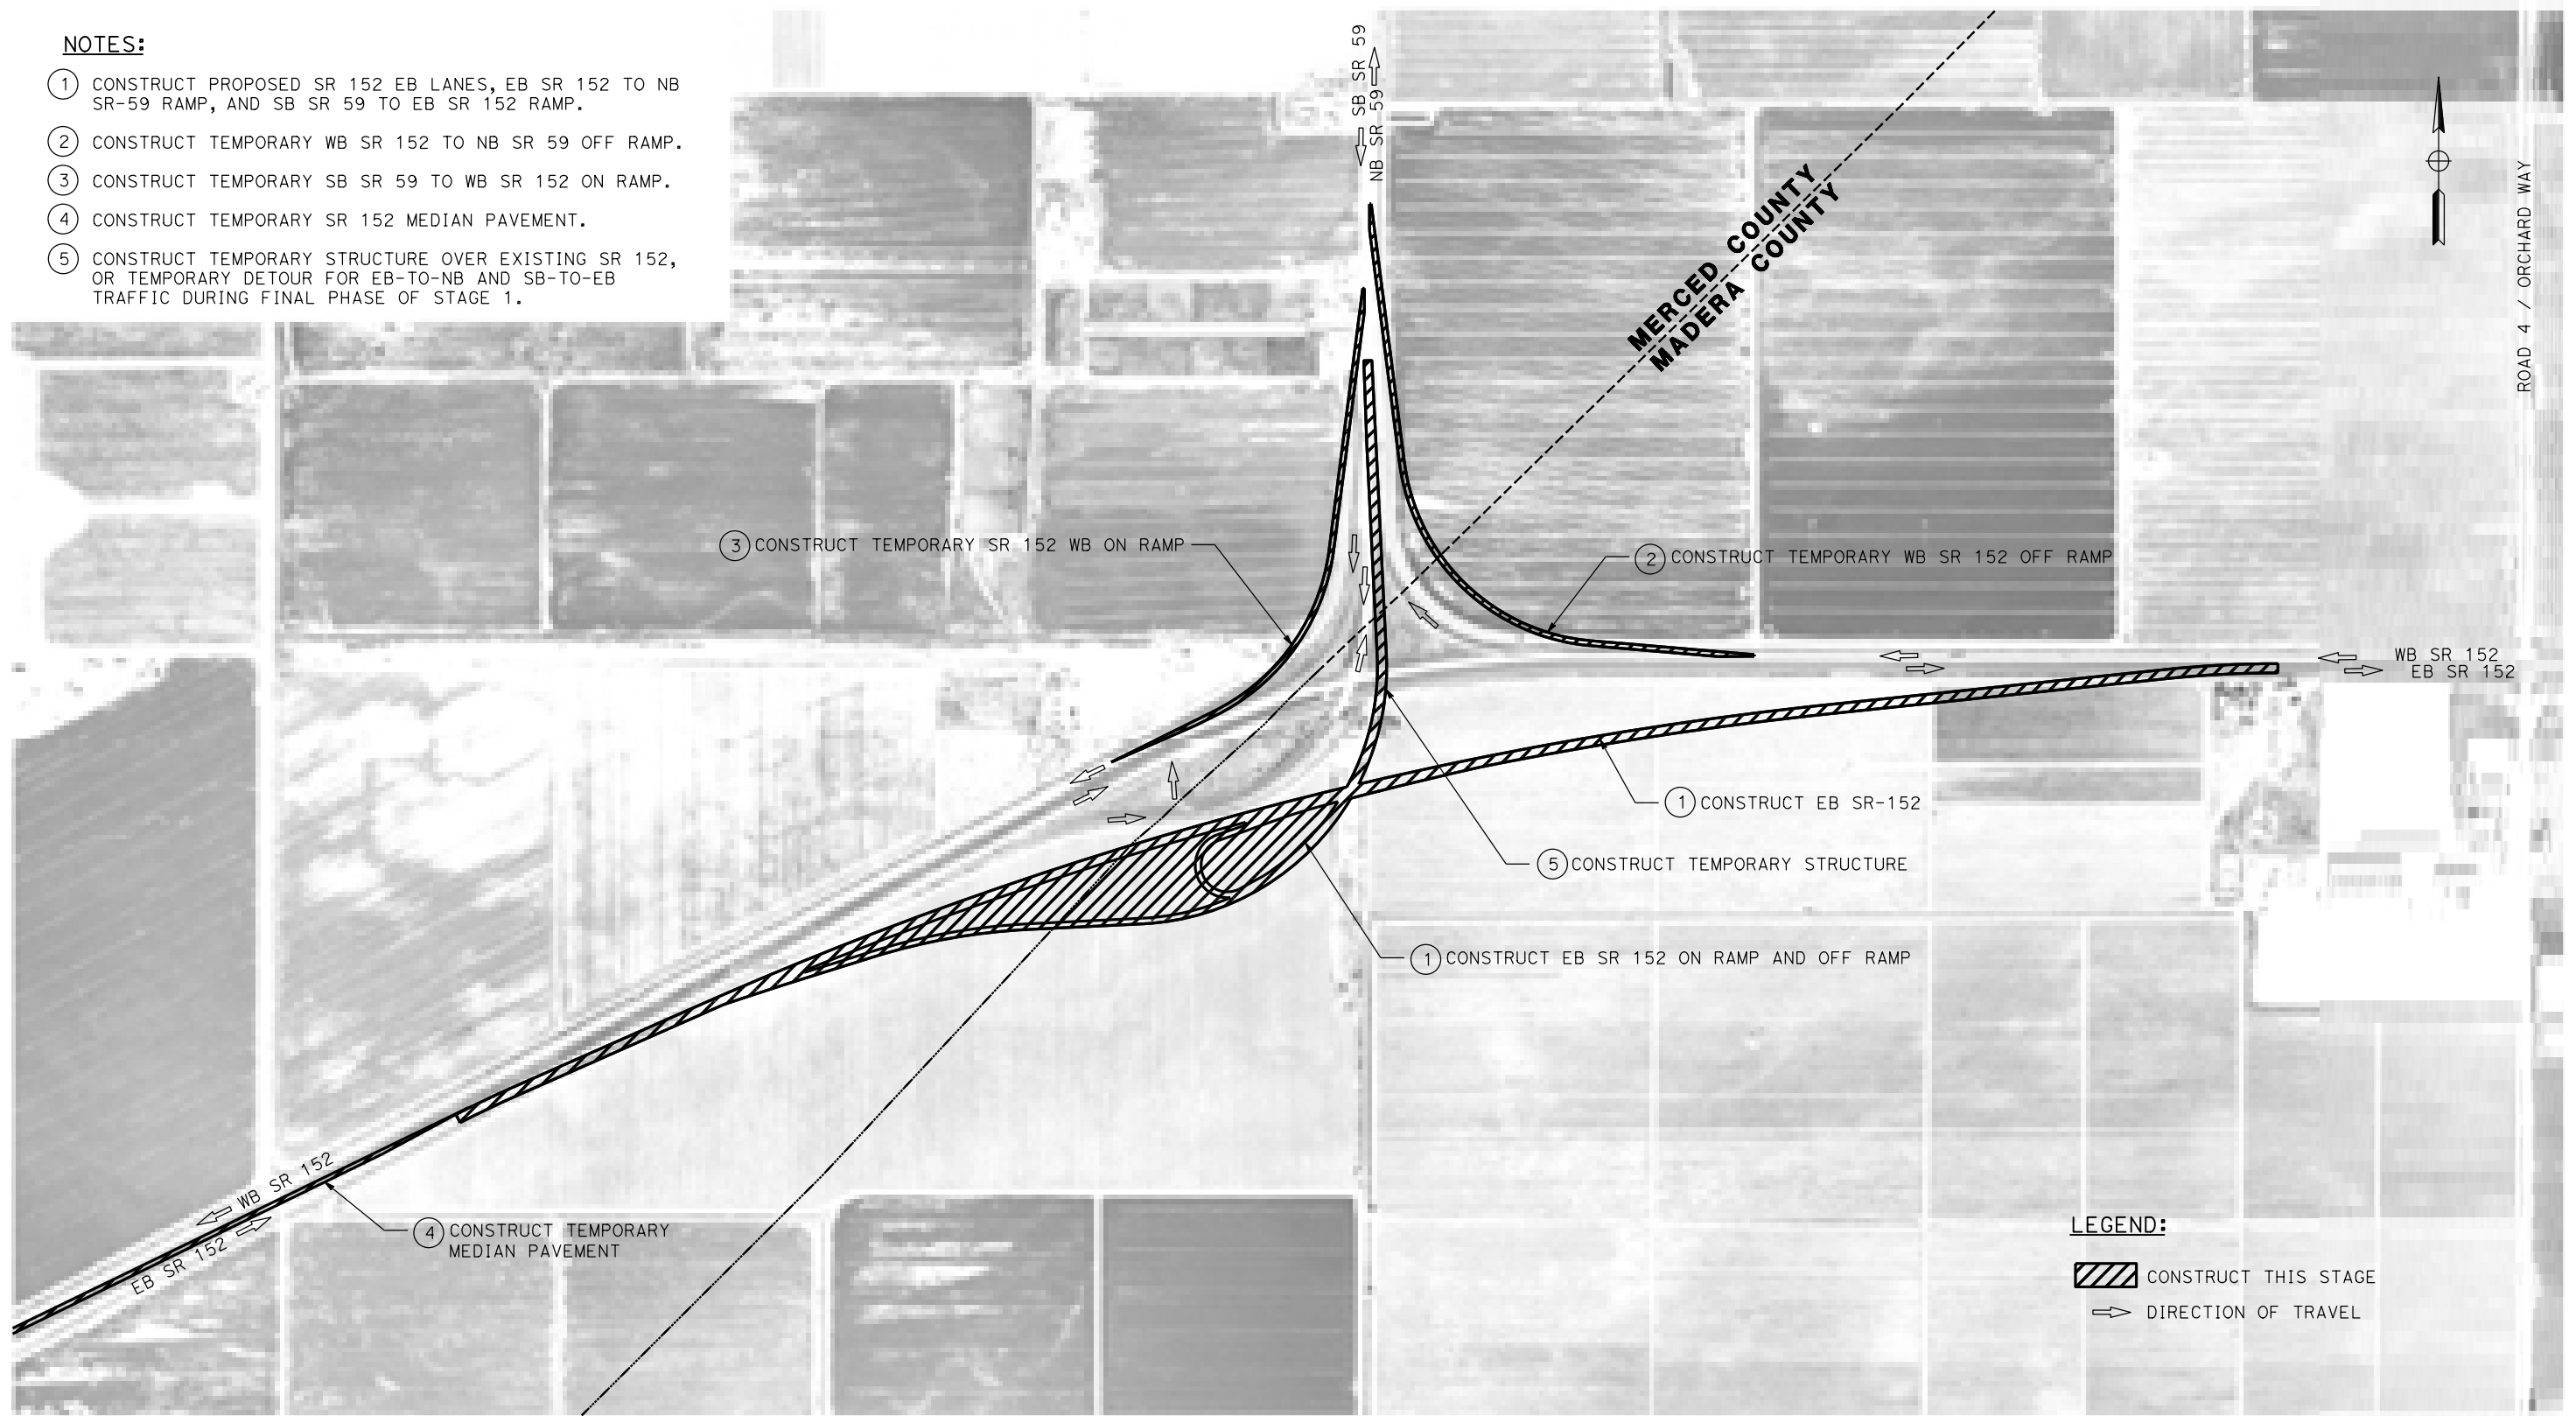 NOTES:
1 CONSTRUCT PROPOSED SR 152 EB LANES, EB SR 152 TO NB
SR-59 RAMP, AND SB SR 59 TO EB SR 152 RAMP.
2 CONSTRUCT TEMPORARY WB SR 152 TO NB SR 59 OFF RAMP.
3 CONSTRUCT TEMPORARY SB SR 59 TO WB SR 152 ON RAMP.
4 CONSTRUCT TEMPORARY SR 152 MEDIAN PAVEMENT.
5 CONSTRUCT TEMPORARY STRUCTURE OVER EXISTING SR 152,
OR TEMPORARY DETOUR FOR EB-TO-NB AND SB-TO-EB
TRAFFIC DURING FINAL PHASE OF STAGE 1.
SB SR 59
NB SR 59
MERCED COUNTY
MADERA COUNTY
ROAD 4 / ORCHARD WAY
3 CONSTRUCT TEMPORARY SR 152 WB ON RAMP
2 CONSTRUCT TEMPORARY WB SR 152 OFF RAMP
WB SR 152
EB SR 152
1 CONSTRUCT EB SR-152
5 CONSTRUCT TEMPORARY STRUCTURE
1 CONSTRUCT EB SR 152 ON RAMP AND OFF RAMP
WB SR 152
EB SR 152
4 CONSTRUCT TEMPORARY
MEDIAN PAVEMENT
LEGEND:
CONSTRUCT THIS STAGE
DIRECTION OF TRAVEL